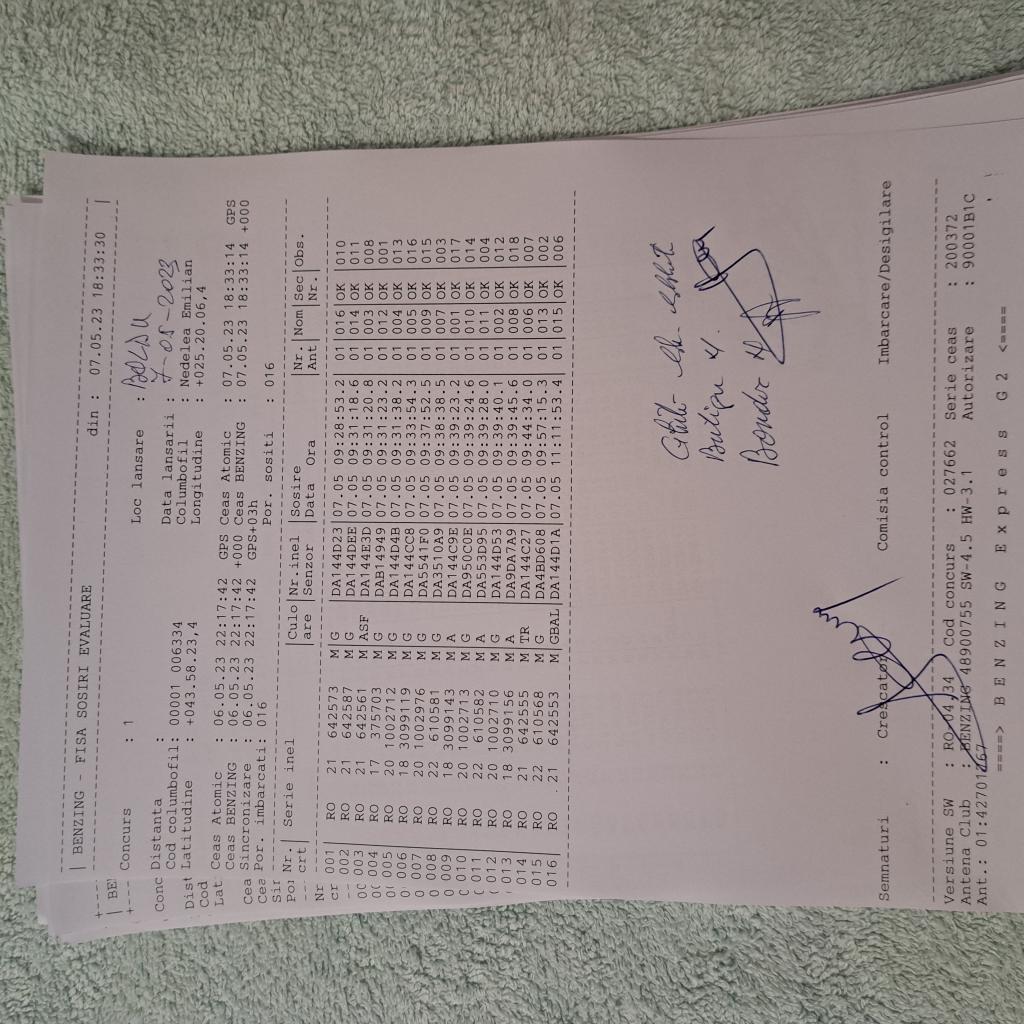 | BENZING - FISA SOSIRI EVALUARE din : 07.05.23 18:33:30 |
Concurs : 1 Loc lansare :
Distanta : Data lansarii : 7-05-2023
Cod columbofil: 00001 006334 Columbofil : Nedelea Emilian
Latitudine : +043.58.23,4 Longitudine : +025.20.06,4
Ceas Atomic : 06.05.23 22:17:42 GPS Ceas Atomic : 07.05.23 18:33:14 GPS
Ceas BENZING : 06.05.23 22:17:42 +000 Ceas BENZING : 07.05.23 18:33:14 +000
Sincronizare : 06.05.23 22:17:42 GPS+03h
Por. imbarcati: 016 Por. sositi : 016
Nr.| Serie inel |Culo|Nr.inel |Sosire |Nr. |Nom|Sec|Obs.
crt |are |Senzor |Data Ora |Ant |Nr.|
001 RO 21 642573 M|G |DA144D23|07.05 09:28:53.2|01|016|OK |010
002 RO 21 642587 M|G |DA144DEE|07.05 09:31:18.6|01|014|OK |011
003 RO 21 642561 M|ASF |DA144E3D|07.05 09:31:20.8|01|003|OK |008
004 RO 17 375703 M|G |DAB14949|07.05 09:31:23.2|01|012|OK |001
005 RO 20 1002712 M|G |DA144D4B|07.05 09:31:38.2|01|004|OK |013
006 RO 18 3099119 M|G |DA144CC8|07.05 09:33:54.3|01|005|OK |016
007 RO 20 1002976 M|G |DA5541F0|07.05 09:37:52.5|01|009|OK |015
008 RO 22 610581 M|G |DA3510A9|07.05 09:38:38.5|01|007|OK |003
009 RO 18 3099143 M|A |DA144C9E|07.05 09:39:23.2|01|001|OK |017
010 RO 20 1002713 M|G |DA950C0E|07.05 09:39:24.6|01|010|OK |014
011 RO 22 610582 M|A |DA553D95|07.05 09:39:28.0|01|011|OK |004
012 RO 20 1002710 M|G |DA144D53|07.05 09:39:40.1|01|002|OK |012
013 RO 18 3099156 M|A |DA9DA7A9|07.05 09:39:45.6|01|008|OK |018
014 RO 21 642555 M|TR |DA144C27|07.05 09:44:34.0|01|006|OK |007
015 RO 22 610568 M|G |DA4BD608|07.05 09:57:15.3|01|013|OK |002
016 RO 21 642553 M|GBAL|DA144D1A|07.05 11:11:53.4|01|015|OK |006
Semnaturi : Crescator Comisia control Imbarcare/Desigilare
Versiune SW : RO-04,34 Cod concurs : 027662 Serie ceas : 200372
Antena Club : BENZING 48900755 SW-4.5 HW-3.1 Autorizare : 90001B1C
Ant.: 01:42701267
====> B E N Z I N G E x p r e s s G 2 <====